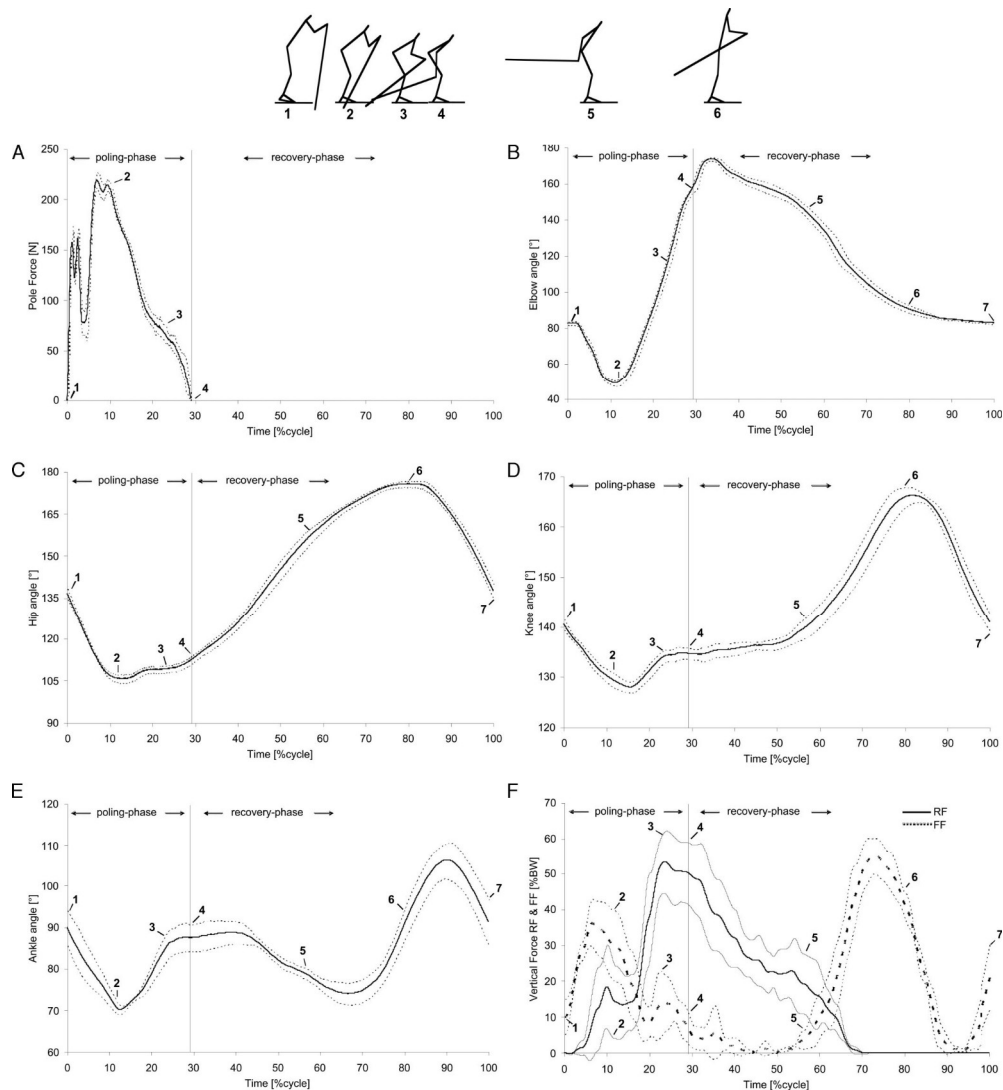 1 2 3 4 5 6
A
poling-phase recovery-phase
Pole Force [N]
250
200
150
100
50
0
1 2 3 4
0 10 20 30 40 50 60 70 80 90 100
Time [%cycle]
B
poling-phase recovery-phase
Elbow angle [°]
180
160
140
120
100
80
60
40
1 2 3 4 5 6 7
0 10 20 30 40 50 60 70 80 90 100
Time [%cycle]
C
poling-phase recovery-phase
Hip angle [°]
180
165
150
135
120
105
90
1 2 3 4 5 6 7
0 10 20 30 40 50 60 70 80 90 100
Time [%cycle]
D
poling-phase recovery-phase
Knee angle [°]
170
160
150
140
130
120
1 2 3 4 5 6 7
0 10 20 30 40 50 60 70 80 90 100
Time [%cycle]
E
poling-phase recovery-phase
Ankle angle [°]
120
110
100
90
80
70
60
1 2 3 4 5 6 7
0 10 20 30 40 50 60 70 80 90 100
Time [%cycle]
F
poling-phase recovery-phase
RF
FF
Vertical Force RF & FF [%BW]
70
60
50
40
30
20
10
0
3 4
2 5 6 7
3
4
1 2 5
0 10 20 30 40 50 60 70 80 90 100
Time [%cycle]